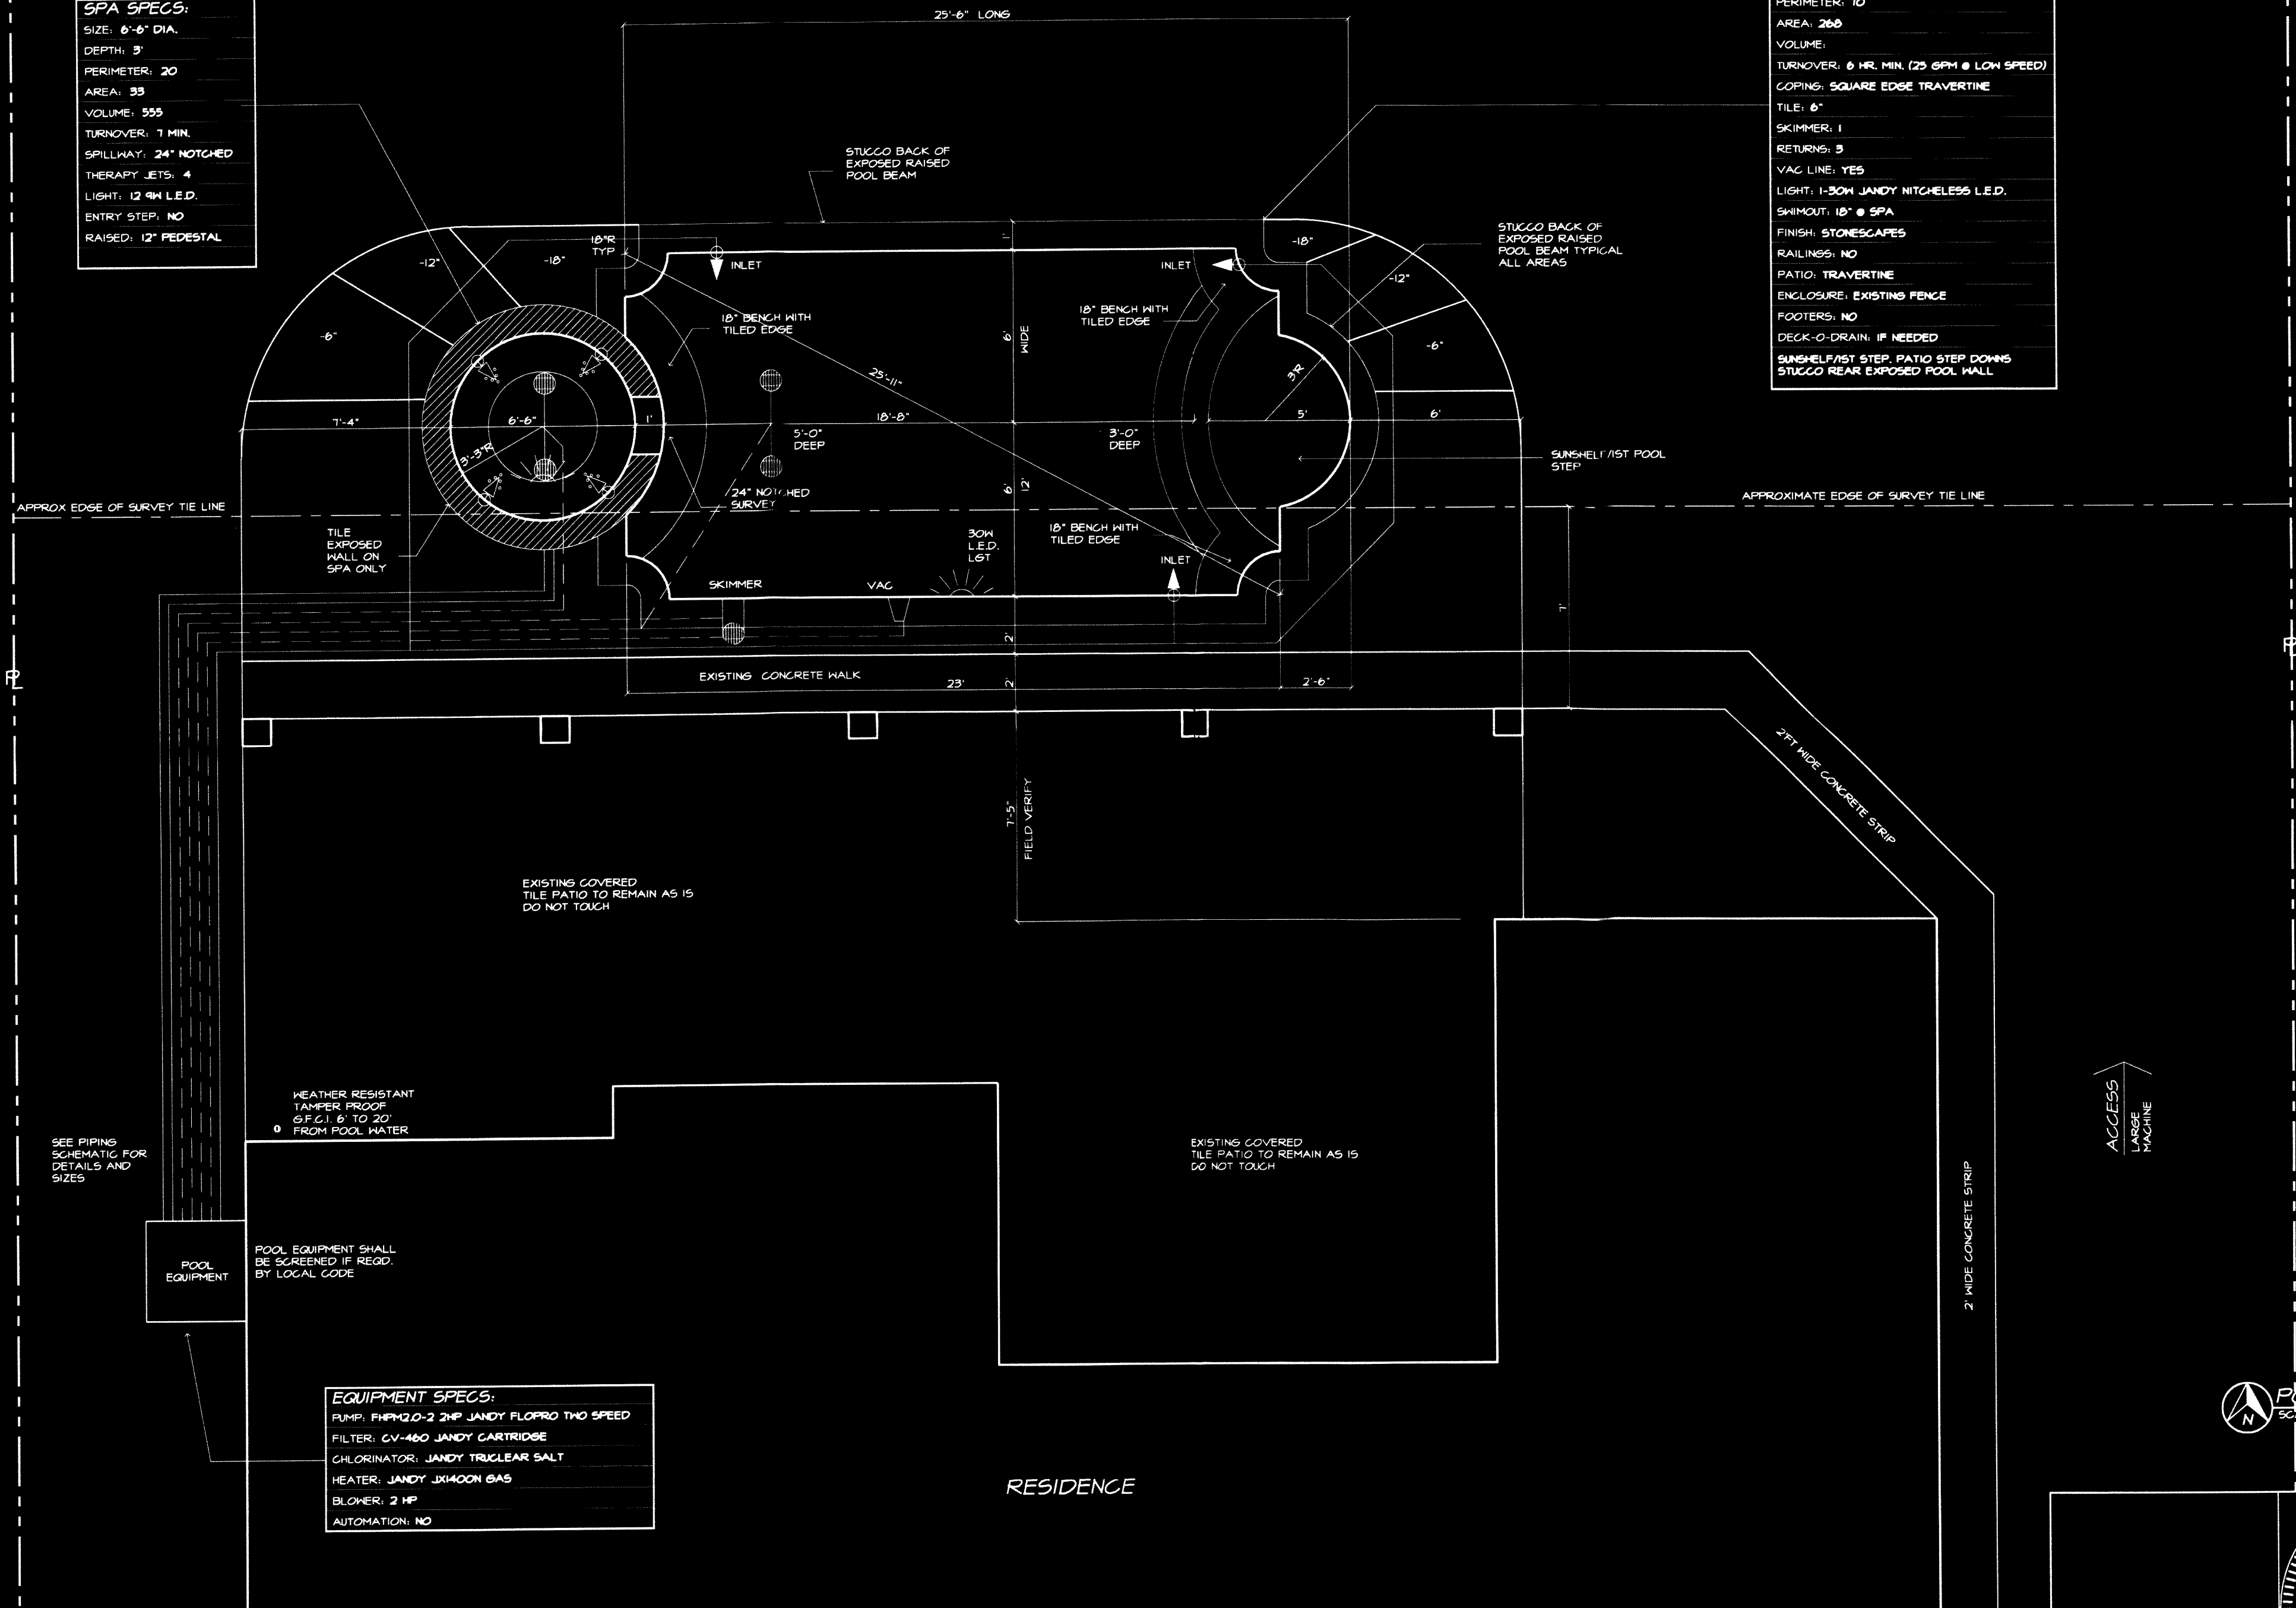 SPA SPECS:
SIZE: 6'-6" DIA.
DEPTH: 3'
PERIMETER: 20
AREA: 33
VOLUME: 555
TURNOVER: 7 MIN.
SPILLWAY: 24" NOTCHED
THERAPY JETS: 4
LIGHT: 12 9W L.E.D.
ENTRY STEP: NO
RAISED: 12" PEDESTAL
25'-6" LONG
PERIMETER: 70
AREA: 268
VOLUME:
TURNOVER: 6 HR. MIN. (25 GPM @ LOW SPEED)
COPING: SQUARE EDGE TRAVERTINE
TILE: 6"
SKIMMER: 1
RETURNS: 3
VAC LINE: YES
LIGHT: 1-30W JANDY NITCHELESS L.E.D.
SWIMOUT: 18" @ SPA
FINISH: STONESCAPES
RAILINGS: NO
PATIO: TRAVERTINE
ENCLOSURE: EXISTING FENCE
FOOTERS: NO
DECK-O-DRAIN: IF NEEDED
SUNSHELF/1ST STEP. PATIO STEP DOWNS
STUCCO REAR EXPOSED POOL WALL
STUCCO BACK OF
EXPOSED RAISED
POOL BEAM
STUCCO BACK OF
EXPOSED RAISED
POOL BEAM TYPICAL
ALL AREAS
18"R
TYP
1'
-18"
-12"
-18"
-12"
-6"
-6"
INLET
INLET
18" BENCH WITH
TILED EDGE
18" BENCH WITH
TILED EDGE
6'
WIDE
25'-11"
3'R
7'-4"
6'-6"
1'
18'-8"
5'
6'
5'-0"
DEEP
3'-0"
DEEP
3'-3"R
SUNSHELF/1ST POOL
STEP
24" NOTCHED
SURVEY
6'
12'
APPROX EDGE OF SURVEY TIE LINE
APPROXIMATE EDGE OF SURVEY TIE LINE
TILE
EXPOSED
WALL ON
SPA ONLY
18" BENCH WITH
TILED EDGE
30W
L.E.D.
LGT
INLET
SKIMMER
VAC
7'
2'
PL
PL
EXISTING CONCRETE WALK
23'
2'
2'-6"
2FT WIDE CONCRETE STRIP
7'-5"
FIELD VERIFY
EXISTING COVERED
TILE PATIO TO REMAIN AS IS
DO NOT TOUCH
WEATHER RESISTANT
TAMPER PROOF
G.F.C.I. 6' TO 20'
FROM POOL WATER
SEE PIPING
SCHEMATIC FOR
DETAILS AND
SIZES
EXISTING COVERED
TILE PATIO TO REMAIN AS IS
DO NOT TOUCH
ACCESS
LARGE
MACHINE
2' WIDE CONCRETE STRIP
POOL
EQUIPMENT
POOL EQUIPMENT SHALL
BE SCREENED IF REQD.
BY LOCAL CODE
EQUIPMENT SPECS:
PUMP: FHPM2.0-2 2HP JANDY FLOPRO TWO SPEED
FILTER: CV-460 JANDY CARTRIDGE
CHLORINATOR: JANDY TRUCLEAR SALT
HEATER: JANDY JXI400N GAS
BLOWER: 2 HP
AUTOMATION: NO
RESIDENCE
N